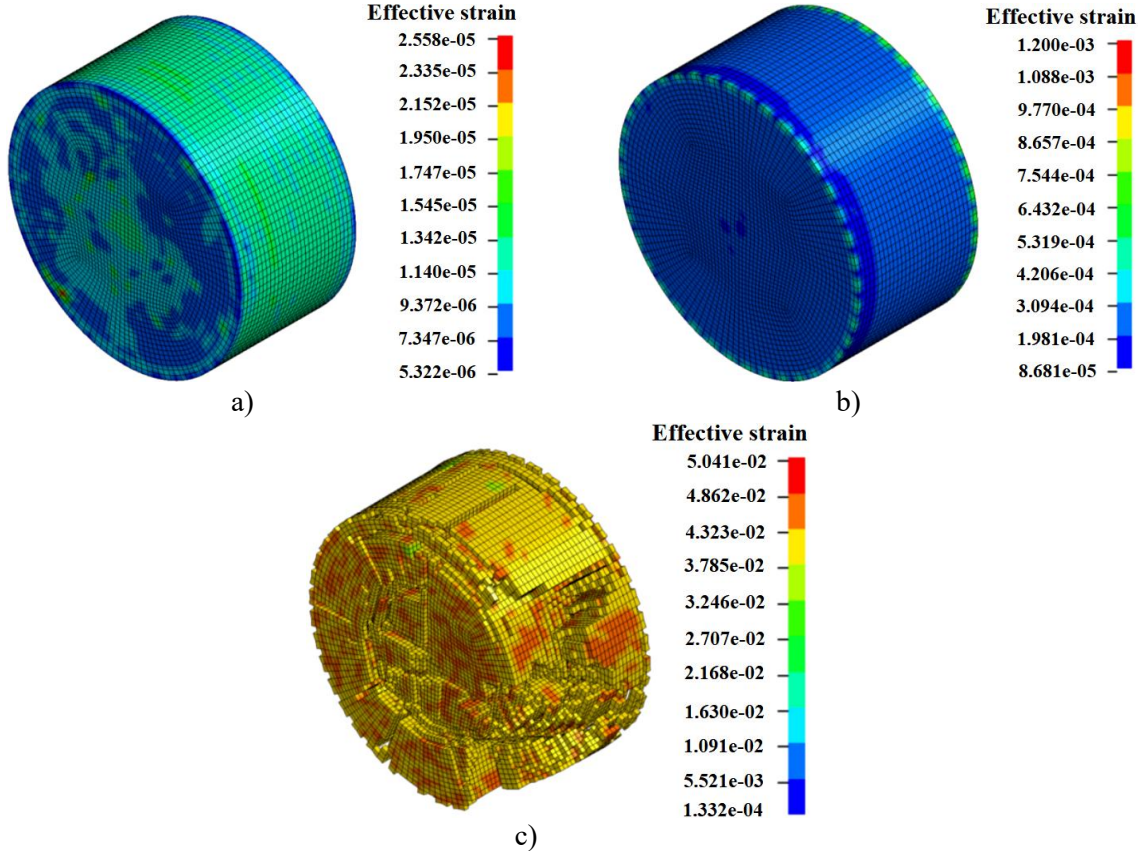 Effective strain
2.558e-05
2.335e-05
2.152e-05
1.950e-05
1.747e-05
1.545e-05
1.342e-05
1.140e-05
9.372e-06
7.347e-06
5.322e-06
a)
Effective strain
1.200e-03
1.088e-03
9.770e-04
8.657e-04
7.544e-04
6.432e-04
5.319e-04
4.206e-04
3.094e-04
1.981e-04
8.681e-05
b)
Effective strain
5.041e-02
4.862e-02
4.323e-02
3.785e-02
3.246e-02
2.707e-02
2.168e-02
1.630e-02
1.091e-02
5.521e-03
1.332e-04
c)